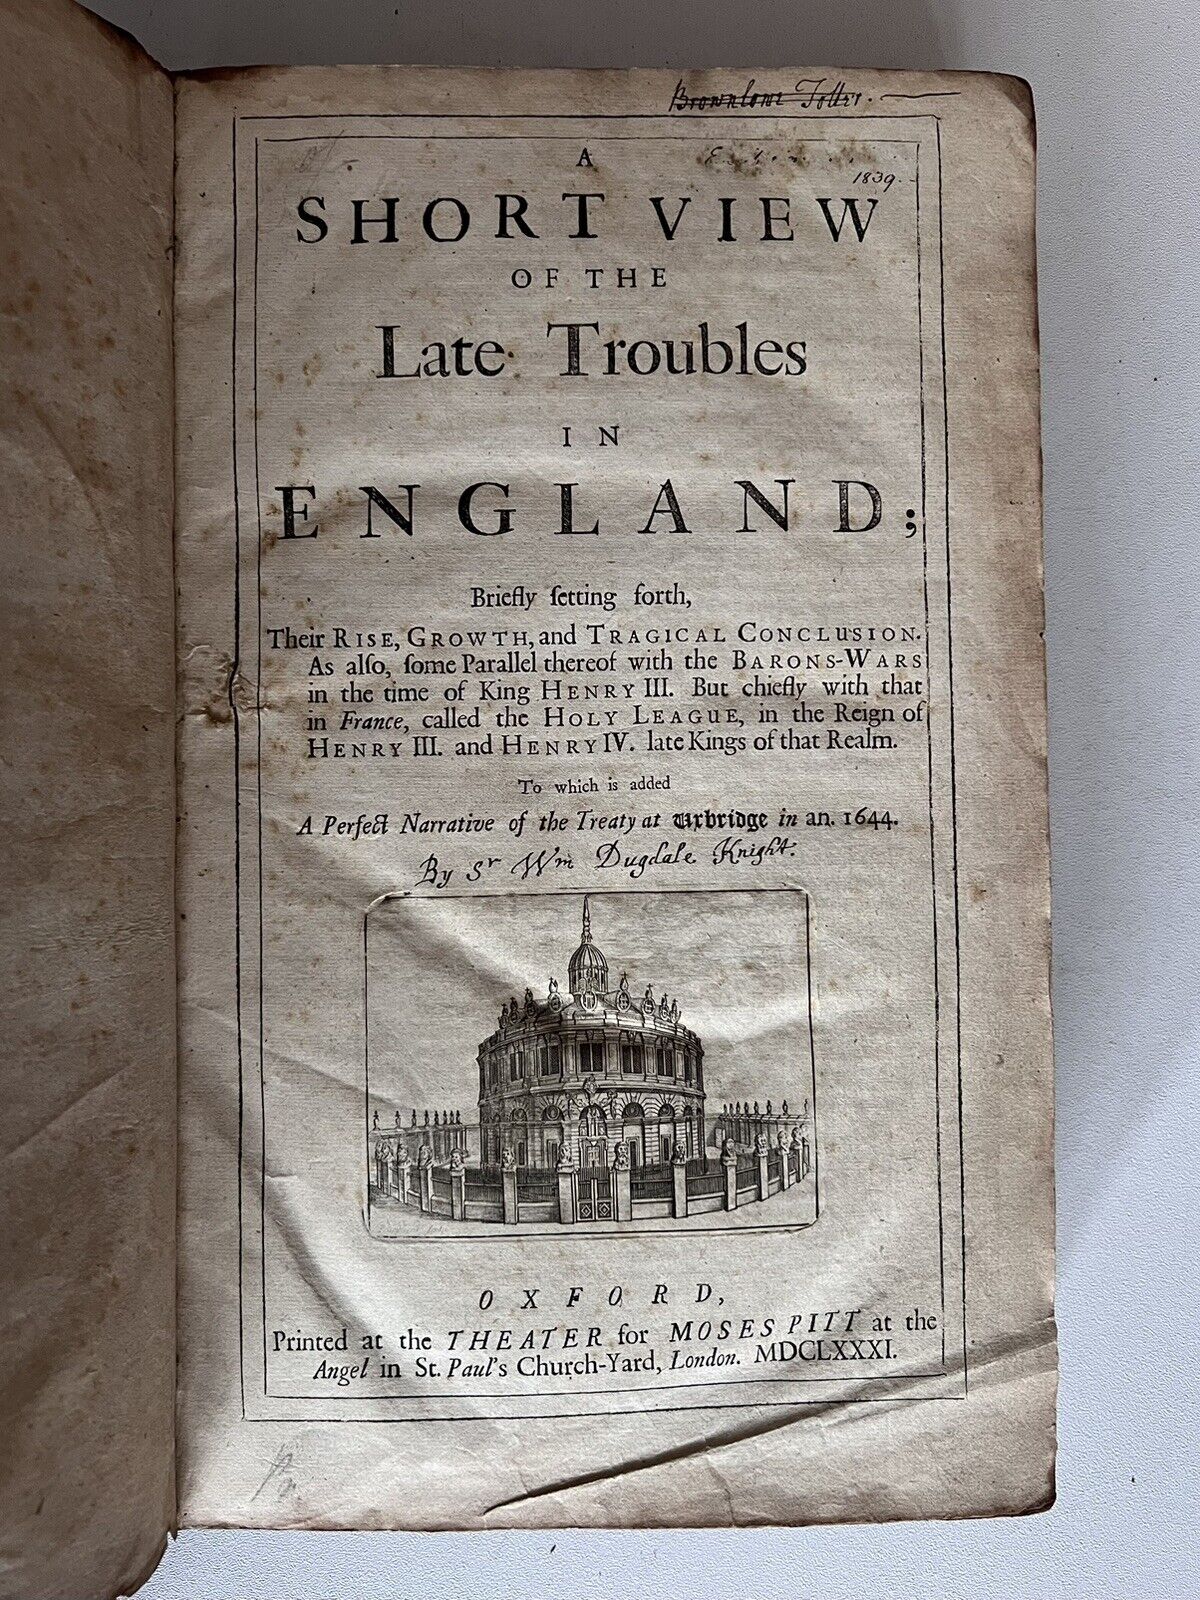 Brownlowe Toller.
1839.
A
SHORT VIEW
OF THE
Late Troubles
IN
ENGLAND;
Briefly ſetting forth,
Their RISE, GROWTH, and TRAGICAL CONCLUSION.
As alſo, ſome Parallel thereof with the BARONS-WARS
in the time of King HENRY III. But chiefly with that
in France, called the HOLY LEAGUE, in the Reign of
HENRY III. and HENRY IV. late Kings of that Realm.
To which is added
A Perfect Narrative of the Treaty at Uxbridge in an. 1644.
By Sr Wm Dugdale Knight.
OXFORD,
Printed at the THEATER for MOSES PITT at the
Angel in St. Paul's Church-Yard, London. MDCLXXXI.